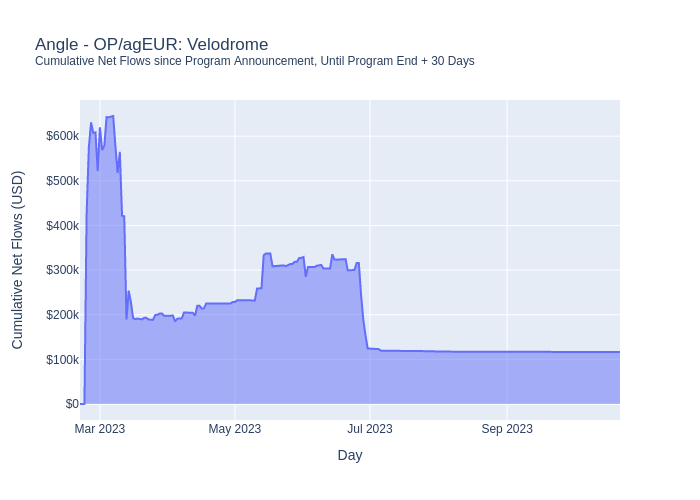 Angle - OP/agEUR: Velodrome
Cumulative Net Flows since Program Announcement, Until Program End + 30 Days
Cumulative Net Flows (USD)
$600k
$500k
$400k
$300k
$200k
$100k
$0
Mar 2023
May 2023
Jul 2023
Sep 2023
Day